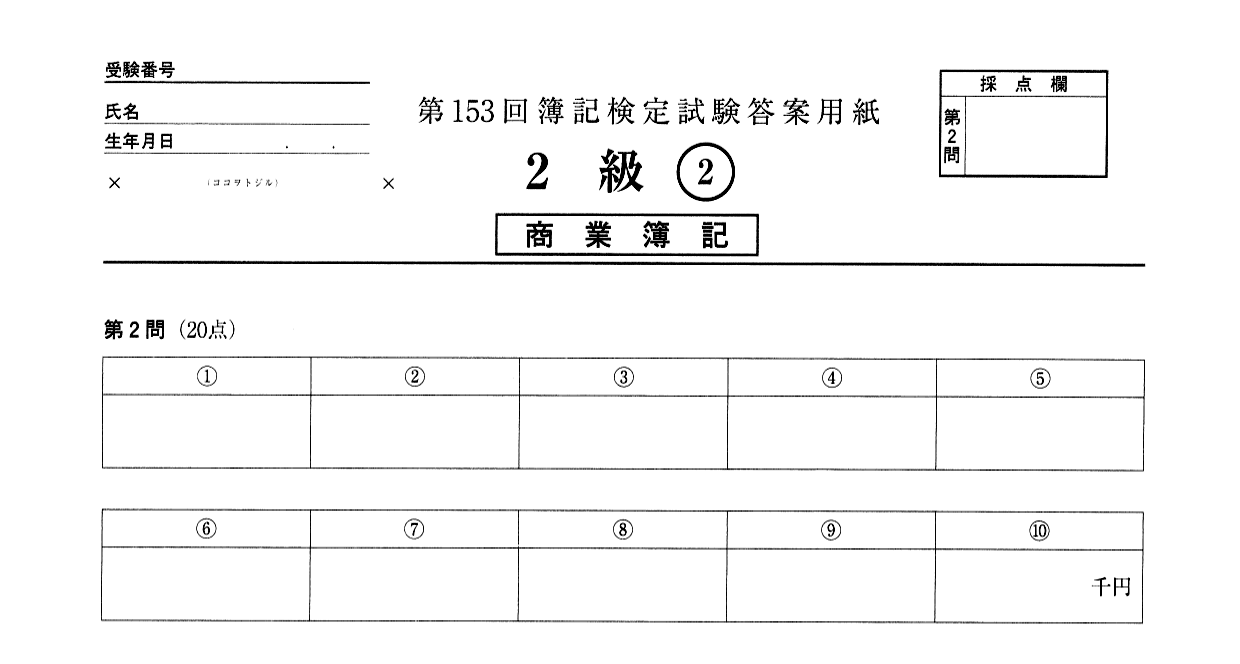 受験番号
氏名
生年月日 . .
× (ココヲトジル) ×
第153回簿記検定試験答案用紙
2 級 ②
商業簿記
採点欄
第2問
第2問 (20点)
① ② ③ ④ ⑤
⑥ ⑦ ⑧ ⑨ ⑩
千円